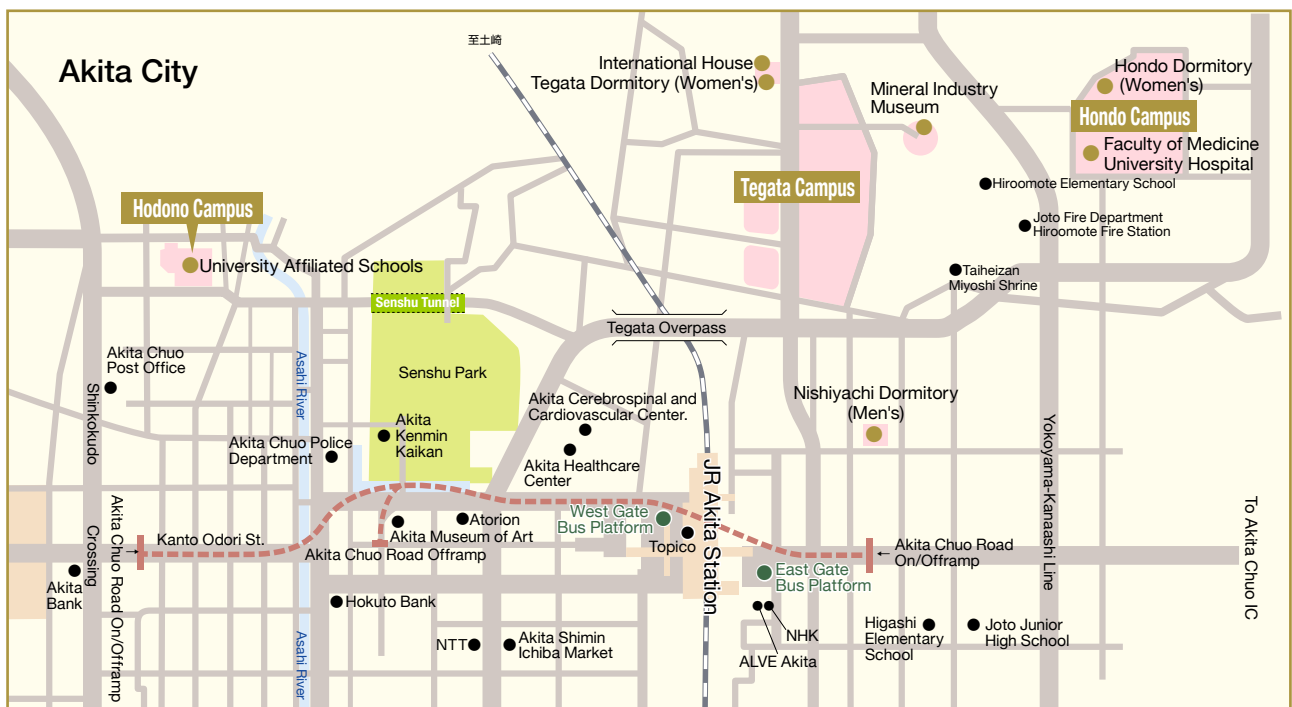 至土崎
Akita City
International House
Tegata Dormitory (Women's)
Mineral Industry
Museum
Hondo Dormitory
(Women's)
Hondo Campus
Faculty of Medicine
University Hospital
Tegata Campus
Hiroomote Elementary School
Hodono Campus
Joto Fire Department
Hiroomote Fire Station
University Affiliated Schools
Taiheizan
Miyoshi Shrine
Senshu Tunnel
Tegata Overpass
Akita Chuo
Post Office
Asahi River
Senshu Park
Shinkokudo
Nishiyachi Dormitory
(Men's)
Akita Cerebrospinal and
Cardiovascular Center.
Akita
Kenmin
Kaikan
Yokoyama-Kanaashi Line
Akita Chuo Police
Department
Akita Healthcare
Center
JR Akita Station
West Gate
Bus Platform
Atorion
Akita Museum of Art
Kanto Odori St.
Akita Chuo Road Offramp
Topico
Akita Chuo Road
On/Offramp
To Akita Chuo IC
Crossing
Akita Chuo Road On/Offramp
Akita
Bank
East Gate
Bus Platform
Hokuto Bank
NHK
ALVE Akita
Higashi
Elementary
School
Joto Junior
High School
NTT
Akita Shimin
Ichiba Market
Asahi River